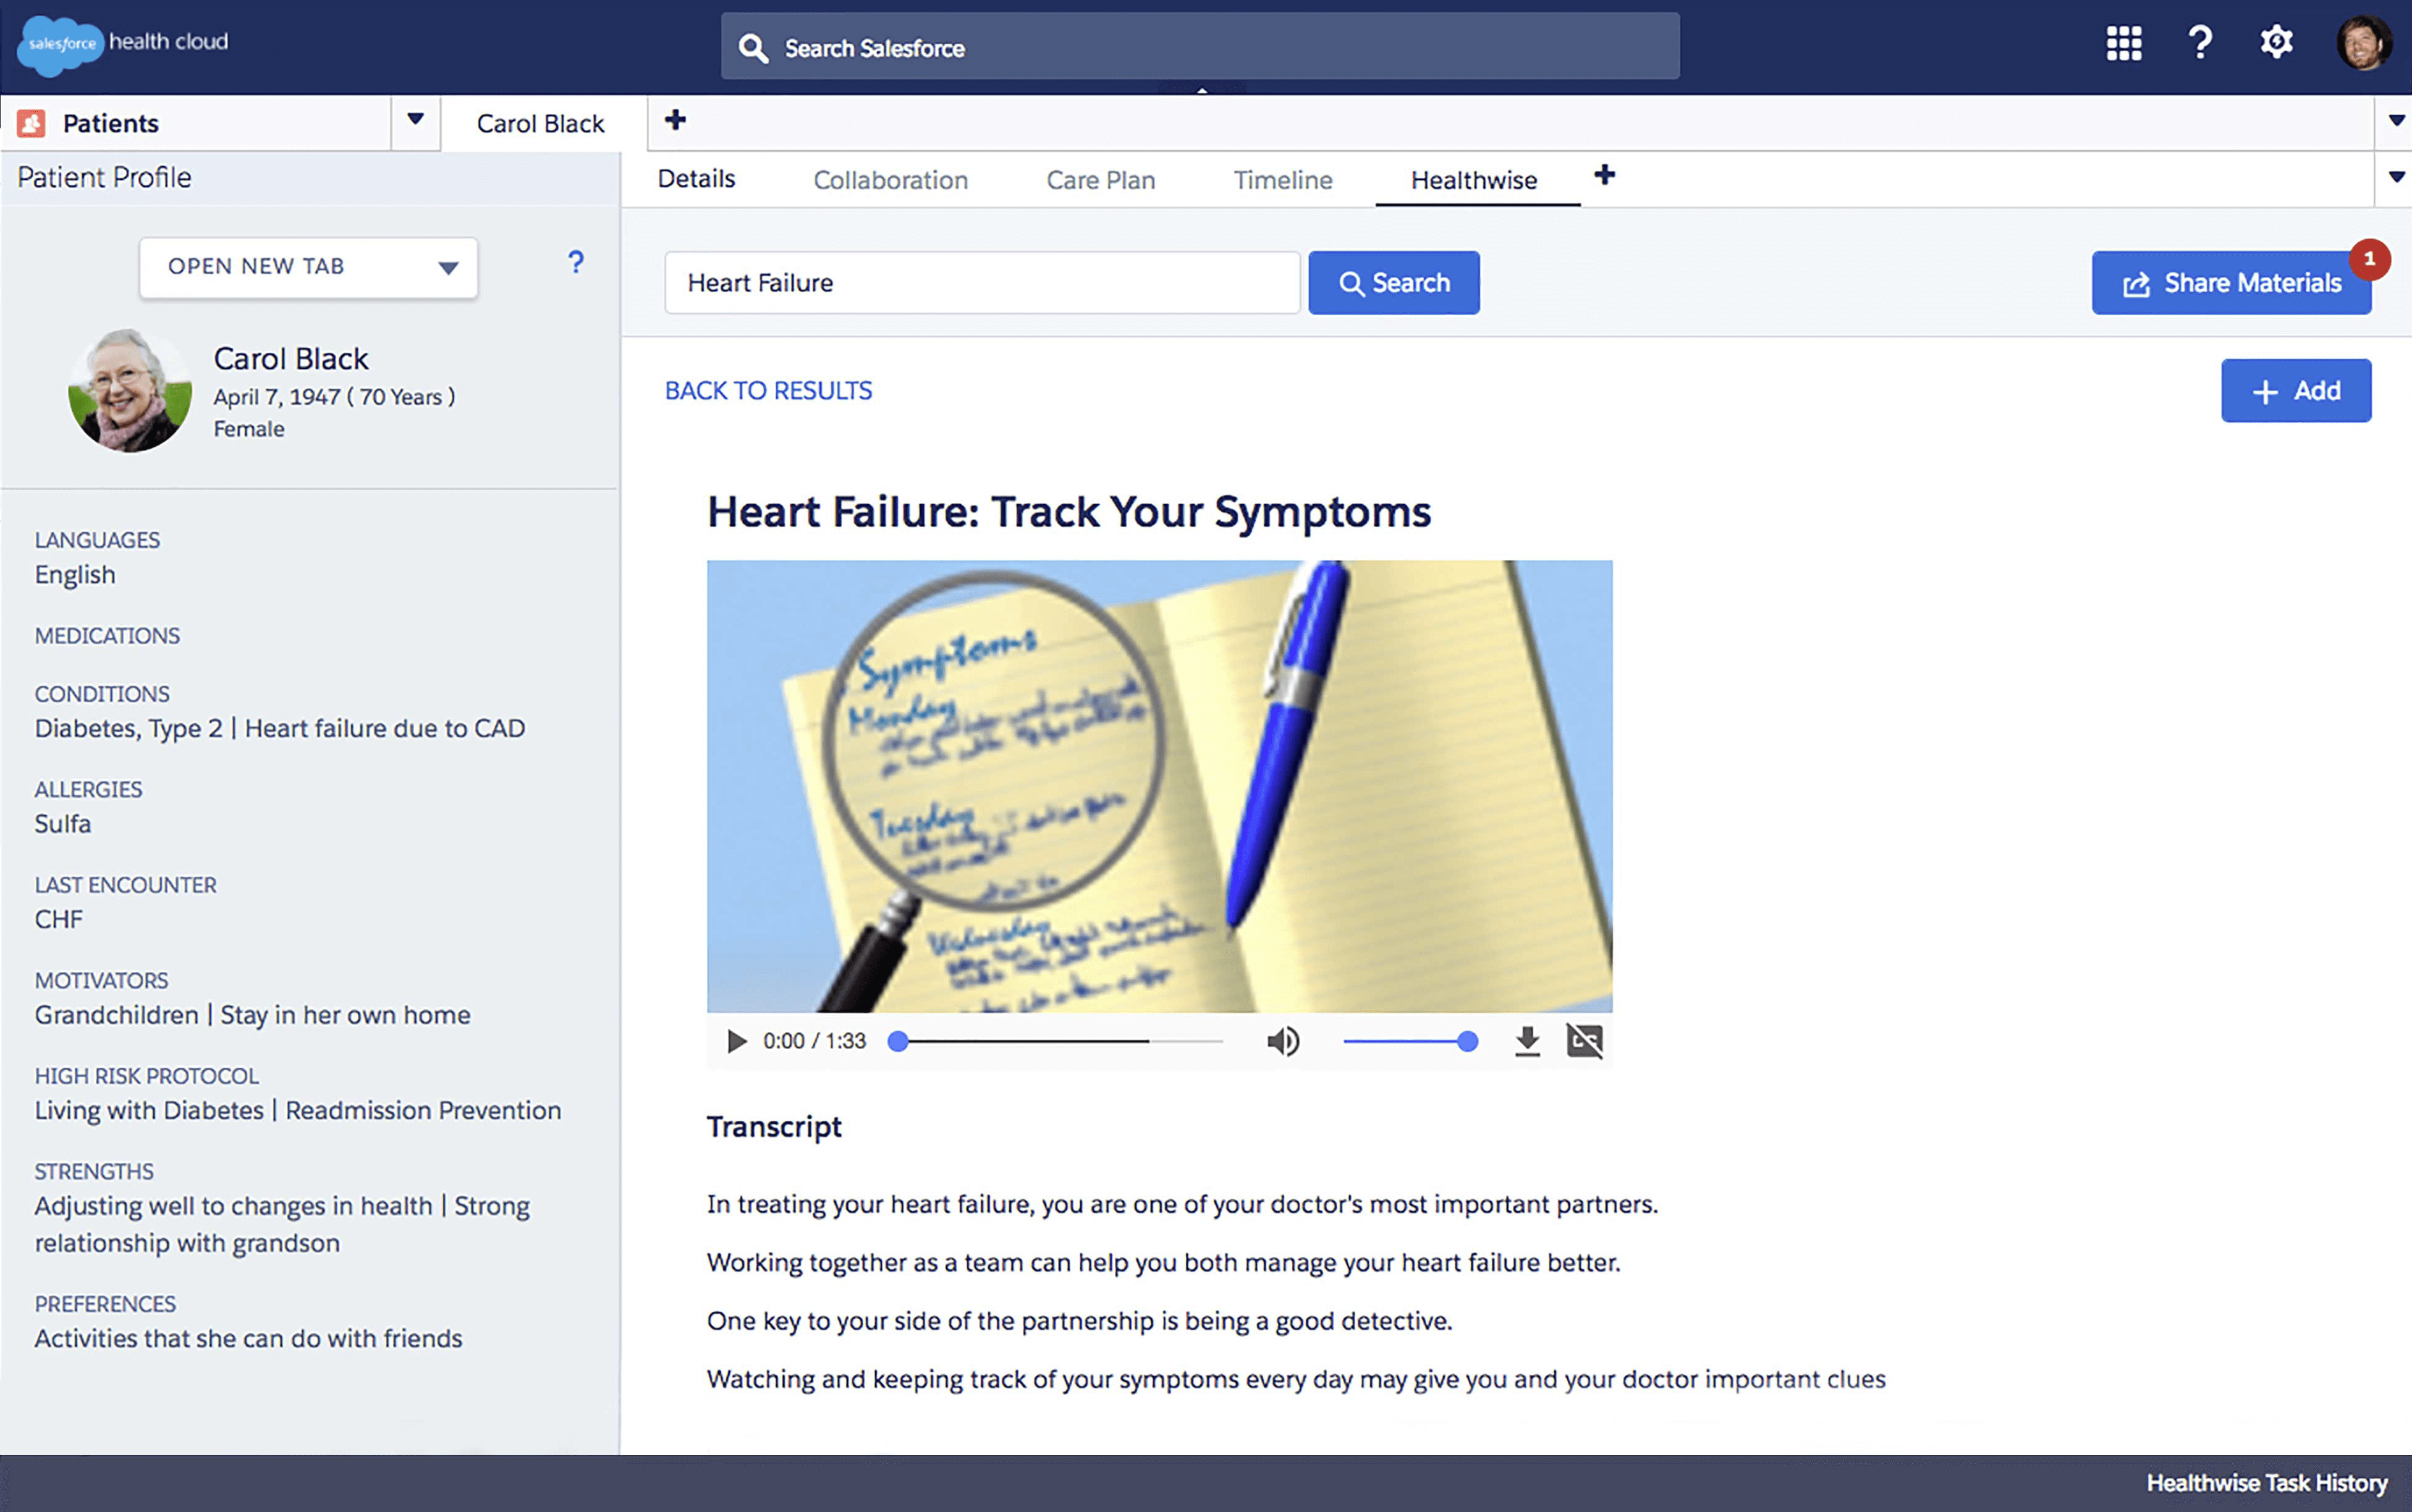 salesforce health cloud
Search Salesforce
Patients
Carol Black
Patient Profile
Details
Collaboration
Care Plan
Timeline
Healthwise
OPEN NEW TAB
?
Heart Failure
Search
Share Materials
1
Carol Black
April 7, 1947 ( 70 Years )
Female
BACK TO RESULTS
+ Add
LANGUAGES
English
MEDICATIONS
CONDITIONS
Diabetes, Type 2 | Heart failure due to CAD
ALLERGIES
Sulfa
LAST ENCOUNTER
CHF
MOTIVATORS
Grandchildren | Stay in her own home
HIGH RISK PROTOCOL
Living with Diabetes | Readmission Prevention
STRENGTHS
Adjusting well to changes in health | Strong
relationship with grandson
PREFERENCES
Activities that she can do with friends
Heart Failure: Track Your Symptoms
Symptoms
Monday
Tuesday
Wednesday
0:00 / 1:33
Transcript
In treating your heart failure, you are one of your doctor's most important partners.
Working together as a team can help you both manage your heart failure better.
One key to your side of the partnership is being a good detective.
Watching and keeping track of your symptoms every day may give you and your doctor important clues
Healthwise Task History